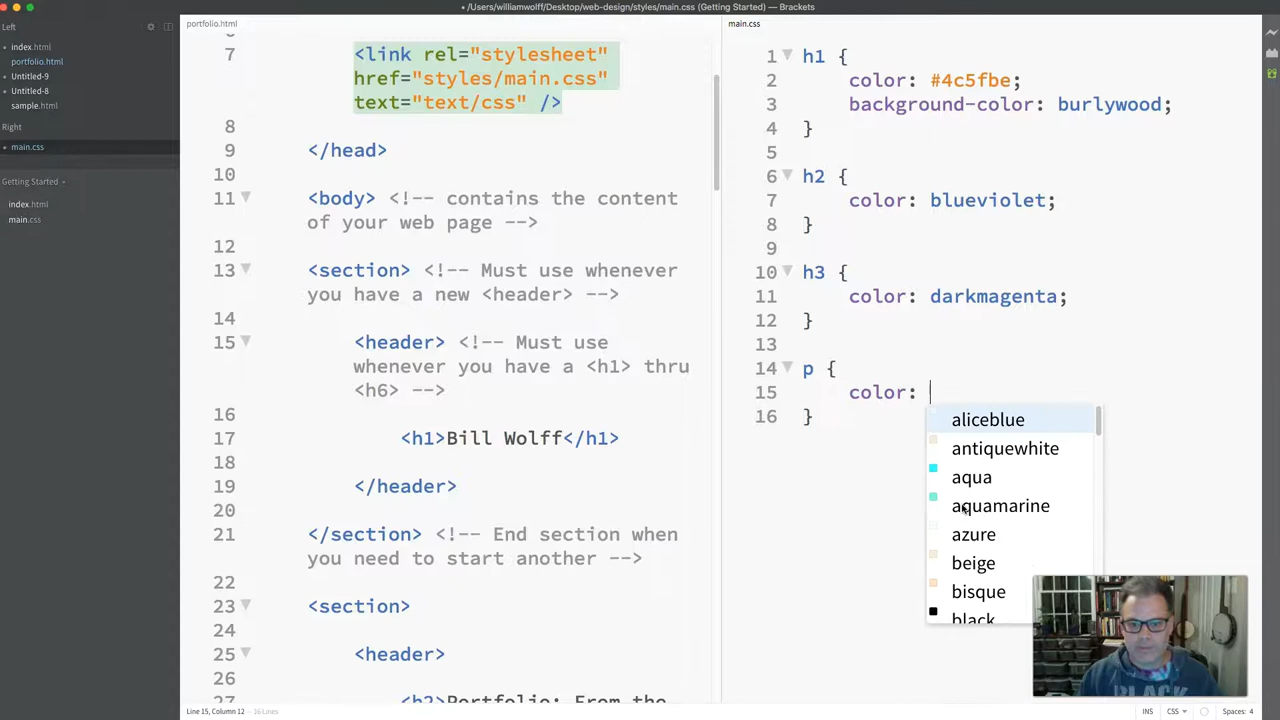 /Users/williamwolff/Desktop/web-design/styles/main.css (Getting Started) — Brackets
Left
index.html
portfolio.html
Untitled-9
Untitled-8
sample.html
Right
main.css
Getting Started
index.html
main.css
portfolio.html
7 <link rel="stylesheet"
href="styles/main.css"
text="text/css" />
8
9 </head>
10
11 <body> <!-- contains the content
of your web page -->
12
13 <section> <!-- Must use whenever
you have a new <header> -->
14
15 <header> <!-- Must use
whenever you have a <h1> thru
<h6> -->
16
17 <h1>Bill Wolff</h1>
18
19 </header>
20
21 </section> <!-- End section when
you need to start another -->
22
23 <section>
24
25 <header>
26
27 <h2>Portfolio: From the
main.css
1 h1 {
2 color: #4c5fbe;
3 background-color: burlywood;
4 }
5
6 h2 {
7 color: blueviolet;
8 }
9
10 h3 {
11 color: darkmagenta;
12 }
13
14 p {
15 color:
16 }
aliceblue
antiquewhite
aqua
aquamarine
azure
beige
bisque
black
BLACK
Line 15, Column 12 — 16 Lines
INS
CSS
Spaces: 4